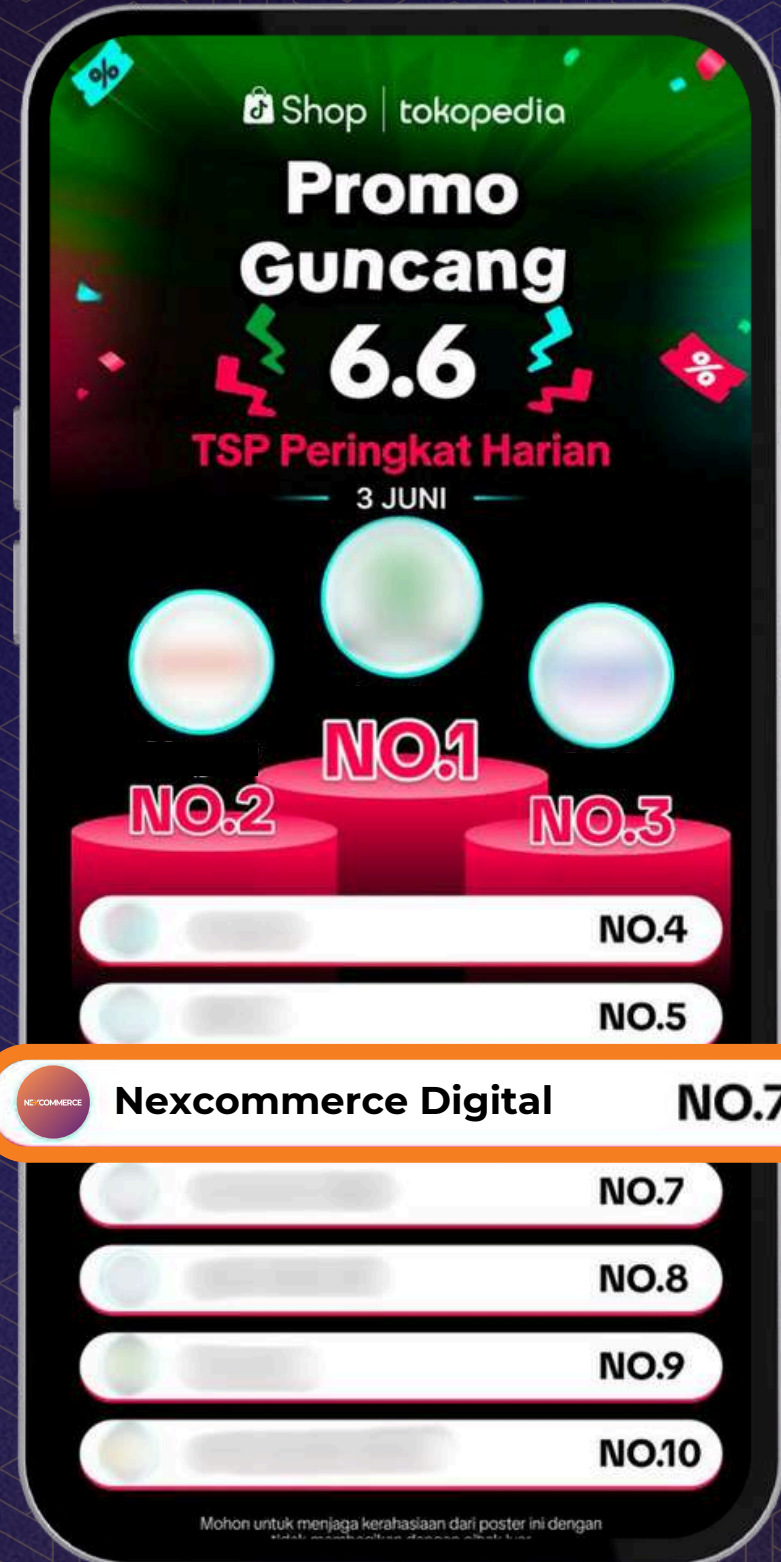 %
Shop | tokopedia
Promo
Guncang
6.6
%
TSP Peringkat Harian
3 JUNI
NO.1
NO.2
NO.3
NO.4
NO.5
NEXCOMMERCE
Nexcommerce Digital
NO.7
NO.7
NO.8
NO.9
NO.10
Mohon untuk menjaga kerahasiaan dari poster ini dengan